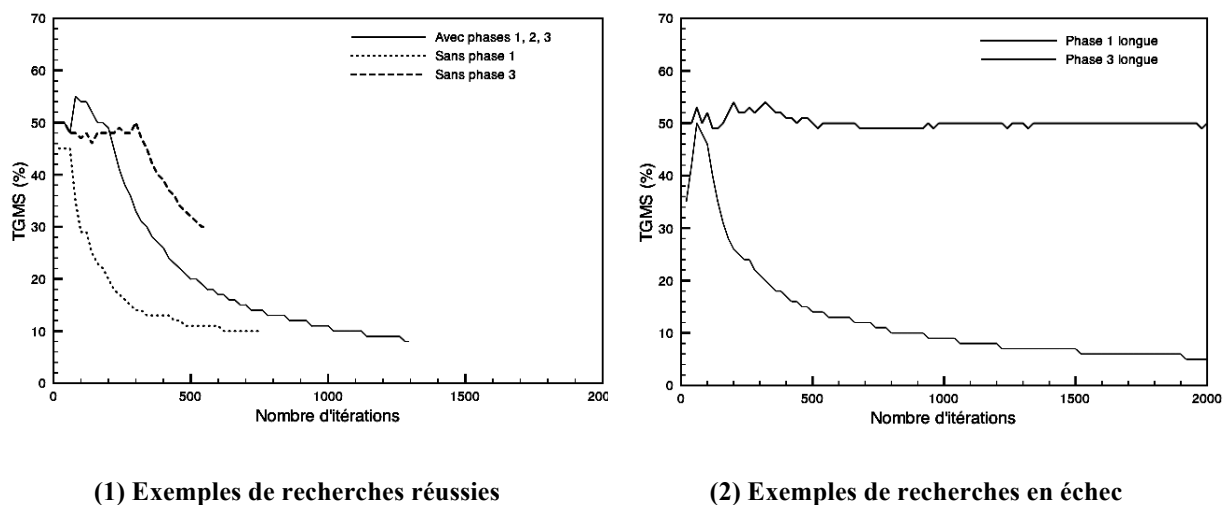 70
60
50
40
30
20
10
0
TGMS (%)
Avec phases 1, 2, 3
Sans phase 1
Sans phase 3
0 500 1000 1500 200
Nombre d'itérations
(1) Exemples de recherches réussies
70
60
50
40
30
20
10
0
TGMS (%)
Phase 1 longue
Phase 3 longue
0 500 1000 1500 2000
Nombre d'itérations
(2) Exemples de recherches en échec